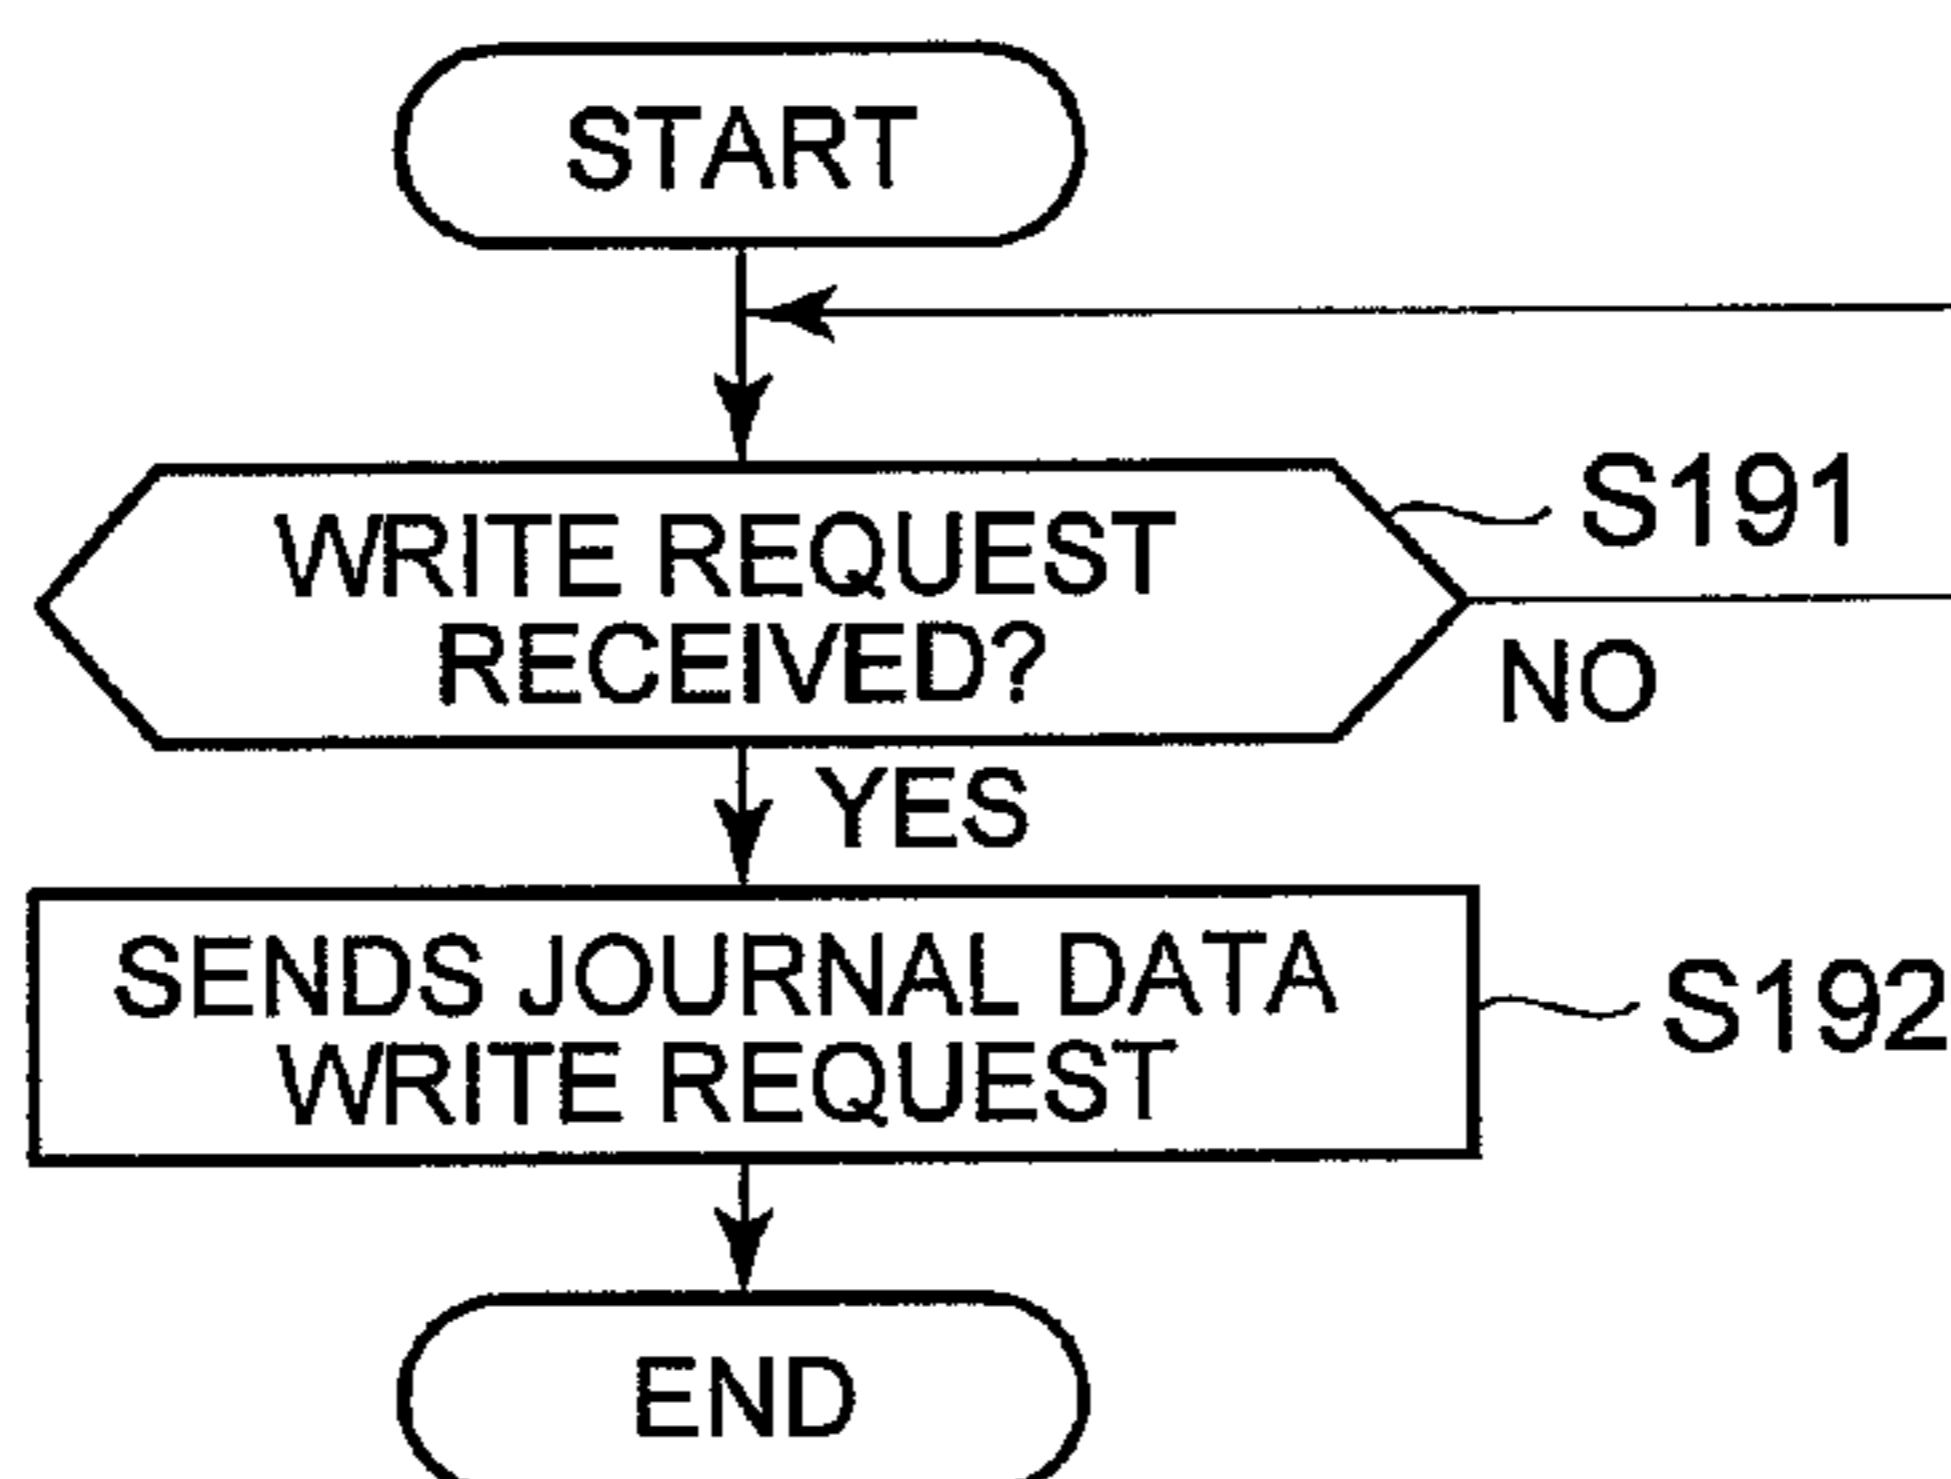 START
S191
WRITE REQUEST
RECEIVED?
NO
YES
SENDS JOURNAL DATA
WRITE REQUEST
S192
END